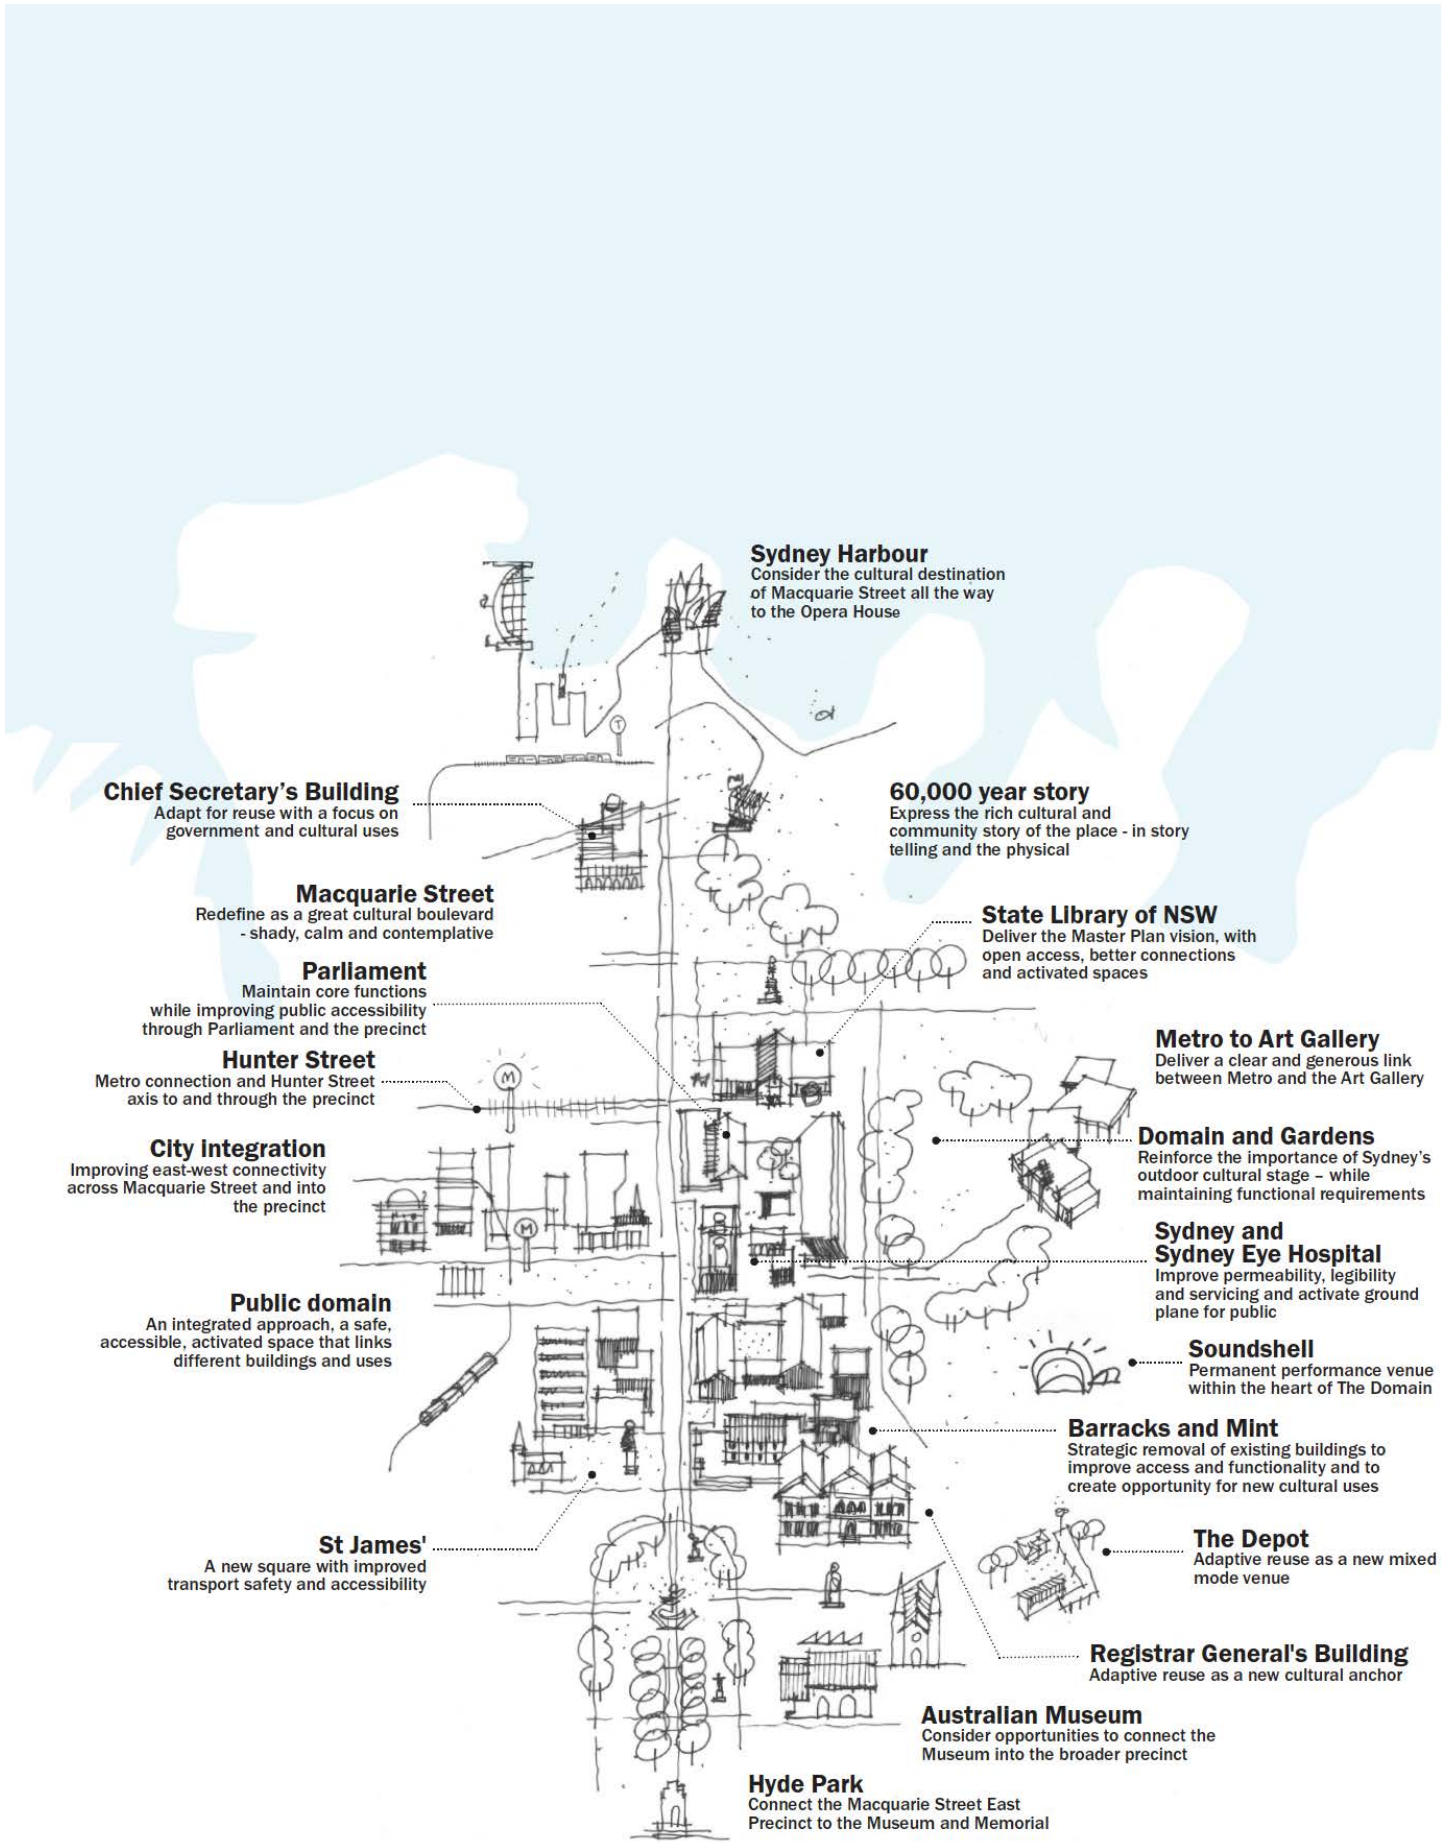 Sydney Harbour
Consider the cultural destination
of Macquarie Street all the way
to the Opera House
T
Chief Secretary’s Building
Adapt for reuse with a focus on
government and cultural uses
60,000 year story
Express the rich cultural and
community story of the place - in story
telling and the physical
Macquarie Street
Redefine as a great cultural boulevard
- shady, calm and contemplative
State Library of NSW
Deliver the Master Plan vision, with
open access, better connections
and activated spaces
Parliament
Maintain core functions
while improving public accessibility
through Parliament and the precinct
Metro to Art Gallery
Deliver a clear and generous link
between Metro and the Art Gallery
Hunter Street
Metro connection and Hunter Street
axis to and through the precinct
M
Domain and Gardens
Reinforce the importance of Sydney’s
outdoor cultural stage – while
maintaining functional requirements
City integration
Improving east-west connectivity
across Macquarie Street and into
the precinct
M
Sydney and
Sydney Eye Hospital
Improve permeability, legibility
and servicing and activate ground
plane for public
Public domain
An integrated approach, a safe,
accessible, activated space that links
different buildings and uses
Soundshell
Permanent performance venue
within the heart of The Domain
Barracks and Mint
Strategic removal of existing buildings to
improve access and functionality and to
create opportunity for new cultural uses
St James'
A new square with improved
transport safety and accessibility
The Depot
Adaptive reuse as a new mixed
mode venue
Registrar General's Building
Adaptive reuse as a new cultural anchor
Australian Museum
Consider opportunities to connect the
Museum into the broader precinct
Hyde Park
Connect the Macquarie Street East
Precinct to the Museum and Memorial